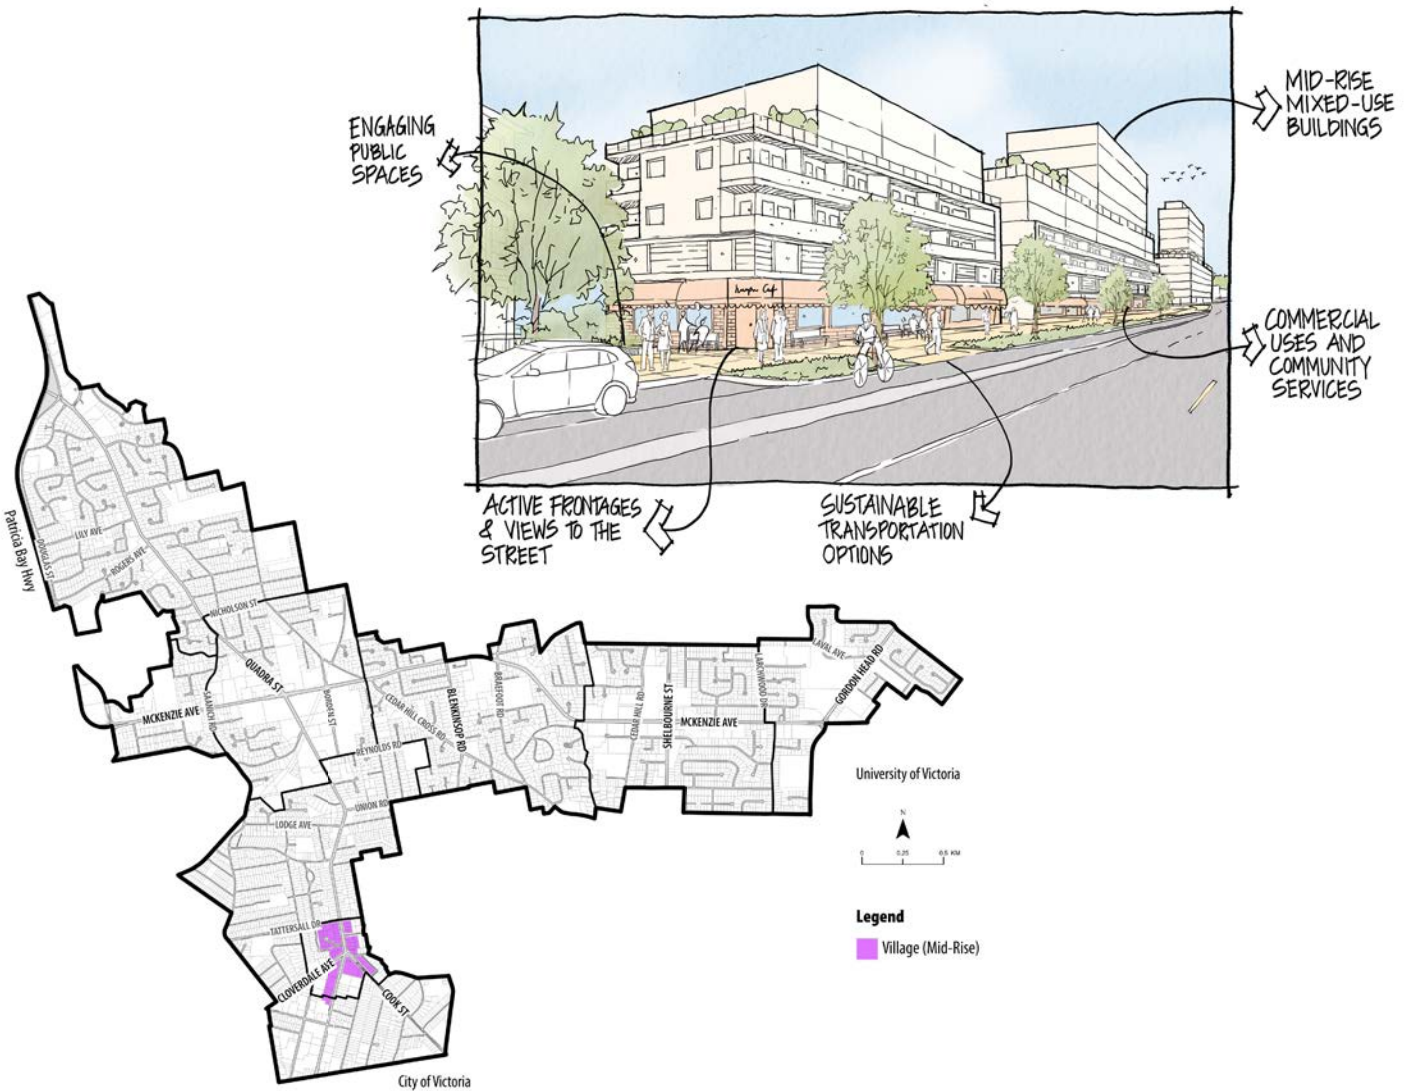 ENGAGING
PUBLIC
SPACES
MID-RISE
MIXED-USE
BUILDINGS
COMMERCIAL
USES AND
COMMUNITY
SERVICES
ACTIVE FRONTAGES
& VIEWS TO THE
STREET
SUSTAINABLE
TRANSPORTATION
OPTIONS
Patricia Bay Hwy
DOUGLAS ST
LILY AVE
ROGERS AVE
NICHOLSON ST
QUADRA ST
SAANICH RD
MCKENZIE AVE
BORDEN ST
CEDAR HILL CROSS RD
REYNOLDS RD
BLENKINSOP RD
BRAEFOOT RD
CEDAR HILL RD
SHELBOURNE ST
MCKENZIE AVE
LARCHWOOD DR
LAVAL AVE
GORDON HEAD RD
UNION RD
LODGE AVE
TATTERSALL DR
CLOVERDALE AVE
COOK ST
University of Victoria
N
0 0.25 0.5 KM
Legend
Village (Mid-Rise)
City of Victoria